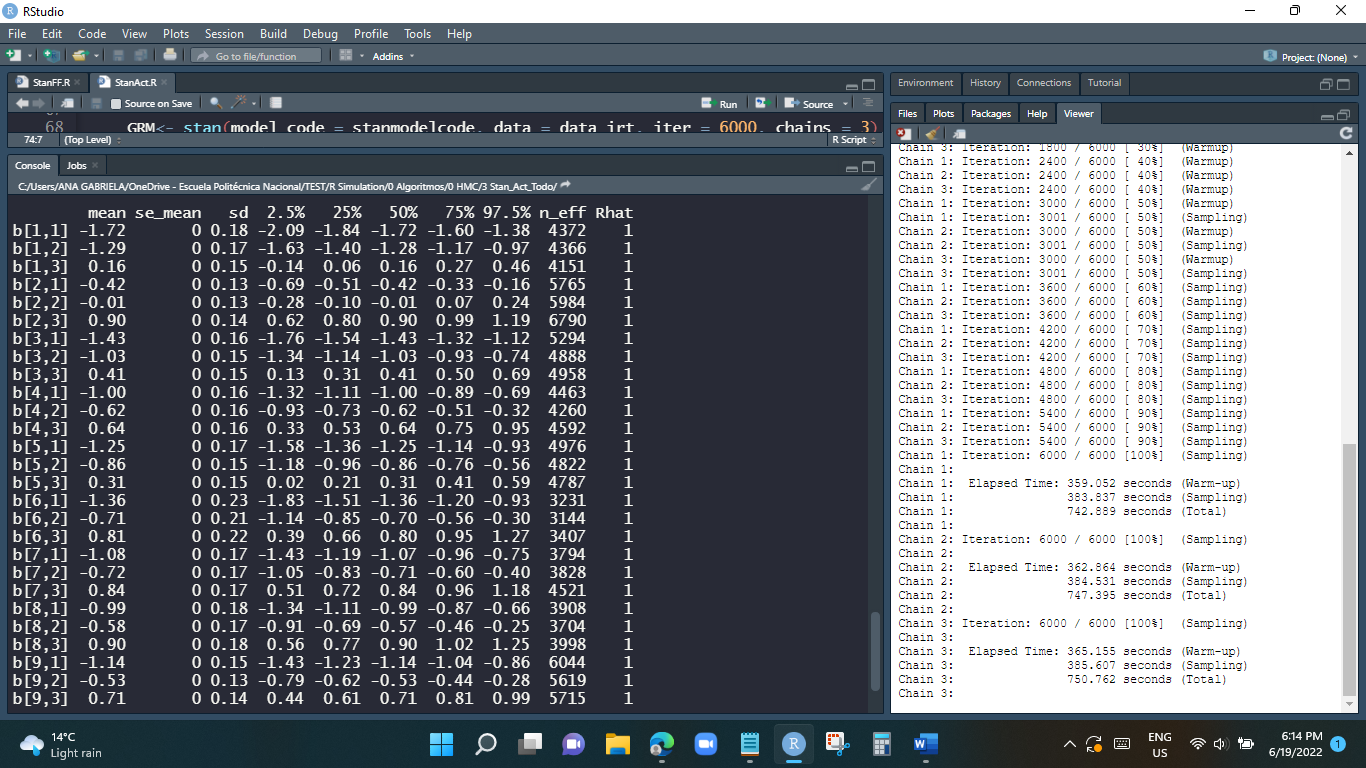 RStudio
File Edit Code View Plots Session Build Debug Profile Tools Help
Go to file/function Addins Project: (None)
StanFF.R StanAct.R
Source on Save Run Source
68 GRM<- stan(model_code = stanmodelcode, data = data_irt, iter = 6000, chains = 3)
74:7 (Top Level) R Script
Console Jobs
C:/Users/ANA GABRIELA/OneDrive - Escuela Politécnica Nacional/TEST/R Simulation/0 Algoritmos/0 HMC/3 Stan_Act_Todo/
mean se_mean sd 2.5% 25% 50% 75% 97.5% n_eff Rhat
b[1,1] -1.72 0 0.18 -2.09 -1.84 -1.72 -1.60 -1.38 4372 1
b[1,2] -1.29 0 0.17 -1.63 -1.40 -1.28 -1.17 -0.97 4366 1
b[1,3] 0.16 0 0.15 -0.14 0.06 0.16 0.27 0.46 4151 1
b[2,1] -0.42 0 0.13 -0.69 -0.51 -0.42 -0.33 -0.16 5765 1
b[2,2] -0.01 0 0.13 -0.28 -0.10 -0.01 0.07 0.24 5984 1
b[2,3] 0.90 0 0.14 0.62 0.80 0.90 0.99 1.19 6790 1
b[3,1] -1.43 0 0.16 -1.76 -1.54 -1.43 -1.32 -1.12 5294 1
b[3,2] -1.03 0 0.15 -1.34 -1.14 -1.03 -0.93 -0.74 4888 1
b[3,3] 0.41 0 0.15 0.13 0.31 0.41 0.50 0.69 4958 1
b[4,1] -1.00 0 0.16 -1.32 -1.11 -1.00 -0.89 -0.69 4463 1
b[4,2] -0.62 0 0.16 -0.93 -0.73 -0.62 -0.51 -0.32 4260 1
b[4,3] 0.64 0 0.16 0.33 0.53 0.64 0.75 0.95 4592 1
b[5,1] -1.25 0 0.17 -1.58 -1.36 -1.25 -1.14 -0.93 4976 1
b[5,2] -0.86 0 0.15 -1.18 -0.96 -0.86 -0.76 -0.56 4822 1
b[5,3] 0.31 0 0.15 0.02 0.21 0.31 0.41 0.59 4787 1
b[6,1] -1.36 0 0.23 -1.83 -1.51 -1.36 -1.20 -0.93 3231 1
b[6,2] -0.71 0 0.21 -1.14 -0.85 -0.70 -0.56 -0.30 3144 1
b[6,3] 0.81 0 0.22 0.39 0.66 0.80 0.95 1.27 3407 1
b[7,1] -1.08 0 0.17 -1.43 -1.19 -1.07 -0.96 -0.75 3794 1
b[7,2] -0.72 0 0.17 -1.05 -0.83 -0.71 -0.60 -0.40 3828 1
b[7,3] 0.84 0 0.17 0.51 0.72 0.84 0.96 1.18 4521 1
b[8,1] -0.99 0 0.18 -1.34 -1.11 -0.99 -0.87 -0.66 3908 1
b[8,2] -0.58 0 0.17 -0.91 -0.69 -0.57 -0.46 -0.25 3704 1
b[8,3] 0.90 0 0.18 0.56 0.77 0.90 1.02 1.25 3998 1
b[9,1] -1.14 0 0.15 -1.43 -1.23 -1.14 -1.04 -0.86 6044 1
b[9,2] -0.53 0 0.13 -0.79 -0.62 -0.53 -0.44 -0.28 5619 1
b[9,3] 0.71 0 0.14 0.44 0.61 0.71 0.81 0.99 5715 1
Environment History Connections Tutorial
Files Plots Packages Help Viewer
Chain 3: Iteration: 1800 / 6000 [ 30%] (Warmup)
Chain 1: Iteration: 2400 / 6000 [ 40%] (Warmup)
Chain 2: Iteration: 2400 / 6000 [ 40%] (Warmup)
Chain 3: Iteration: 2400 / 6000 [ 40%] (Warmup)
Chain 1: Iteration: 3000 / 6000 [ 50%] (Warmup)
Chain 1: Iteration: 3001 / 6000 [ 50%] (Sampling)
Chain 2: Iteration: 3000 / 6000 [ 50%] (Warmup)
Chain 2: Iteration: 3001 / 6000 [ 50%] (Sampling)
Chain 3: Iteration: 3000 / 6000 [ 50%] (Warmup)
Chain 3: Iteration: 3001 / 6000 [ 50%] (Sampling)
Chain 1: Iteration: 3600 / 6000 [ 60%] (Sampling)
Chain 2: Iteration: 3600 / 6000 [ 60%] (Sampling)
Chain 3: Iteration: 3600 / 6000 [ 60%] (Sampling)
Chain 1: Iteration: 4200 / 6000 [ 70%] (Sampling)
Chain 2: Iteration: 4200 / 6000 [ 70%] (Sampling)
Chain 3: Iteration: 4200 / 6000 [ 70%] (Sampling)
Chain 1: Iteration: 4800 / 6000 [ 80%] (Sampling)
Chain 2: Iteration: 4800 / 6000 [ 80%] (Sampling)
Chain 3: Iteration: 4800 / 6000 [ 80%] (Sampling)
Chain 1: Iteration: 5400 / 6000 [ 90%] (Sampling)
Chain 2: Iteration: 5400 / 6000 [ 90%] (Sampling)
Chain 3: Iteration: 5400 / 6000 [ 90%] (Sampling)
Chain 1: Iteration: 6000 / 6000 [100%] (Sampling)
Chain 1:
Chain 1: Elapsed Time: 359.052 seconds (Warm-up)
Chain 1: 383.837 seconds (Sampling)
Chain 1: 742.889 seconds (Total)
Chain 1:
Chain 2: Iteration: 6000 / 6000 [100%] (Sampling)
Chain 2:
Chain 2: Elapsed Time: 362.864 seconds (Warm-up)
Chain 2: 384.531 seconds (Sampling)
Chain 2: 747.395 seconds (Total)
Chain 2:
Chain 3: Iteration: 6000 / 6000 [100%] (Sampling)
Chain 3:
Chain 3: Elapsed Time: 365.155 seconds (Warm-up)
Chain 3: 385.607 seconds (Sampling)
Chain 3: 750.762 seconds (Total)
Chain 3:
14°C
Light rain
ENG
US
6:14 PM
6/19/2022
1